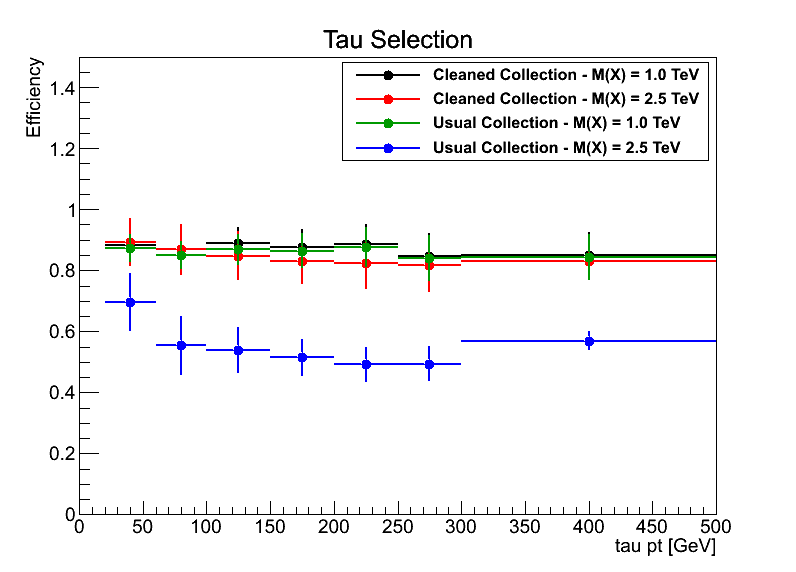 Tau Selection
Efficiency
Cleaned Collection - M(X) = 1.0 TeV
Cleaned Collection - M(X) = 2.5 TeV
Usual Collection - M(X) = 1.0 TeV
Usual Collection - M(X) = 2.5 TeV
1.4
1.2
1
0.8
0.6
0.4
0.2
0
0 50 100 150 200 250 300 350 400 450 500
tau pt [GeV]